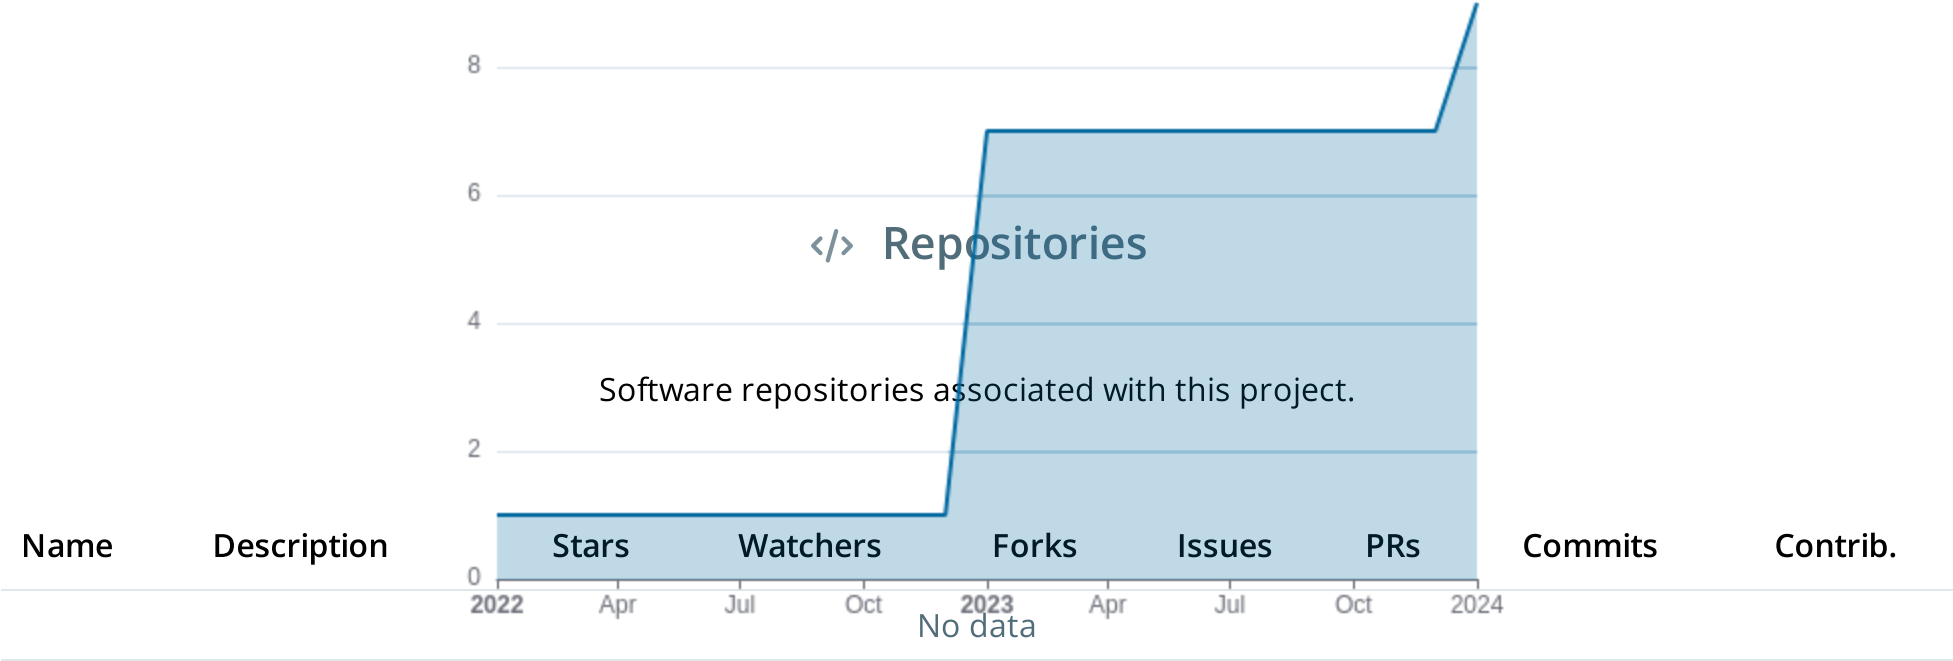 8
6
Repositories
4
Software repositories associated with this project.
2
Name Description Stars Watchers Forks Issues PRs Commits Contrib.
0
2022 Apr Jul Oct 2023 Apr Jul Oct 2024
No data